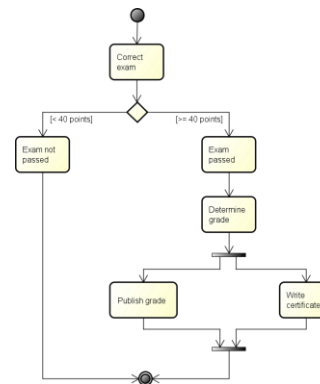 Correct
exam
[< 40 points]
[>= 40 points]
Exam not
passed
Exam
passed
Determine
grade
Publish grade
Write
certificate